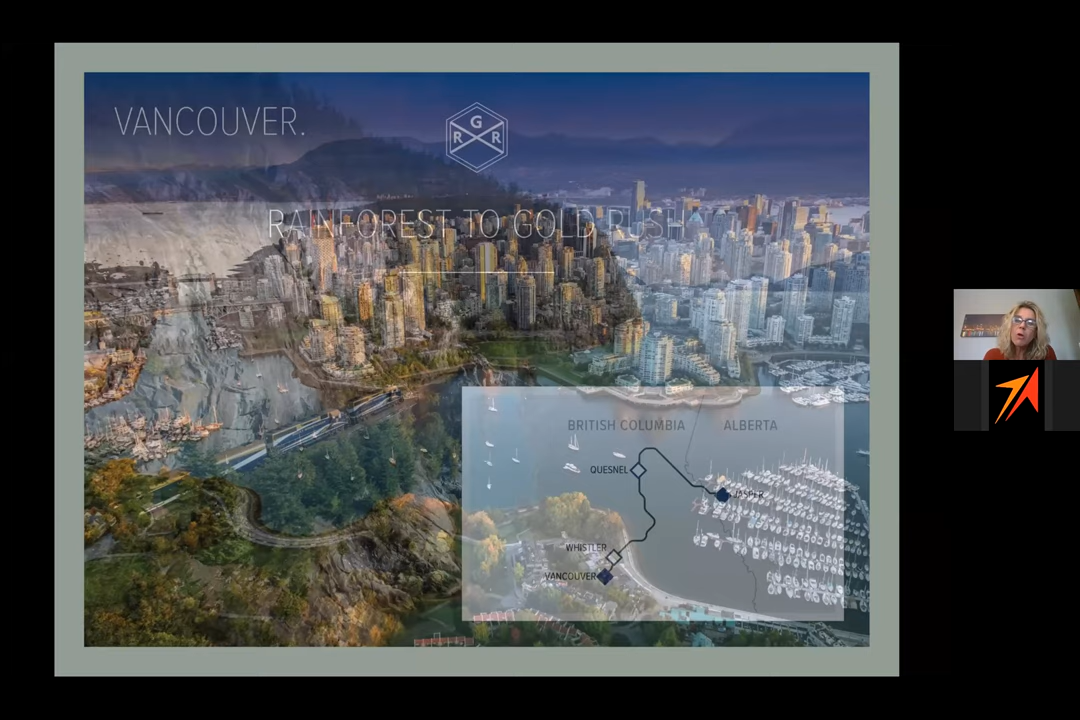 VANCOUVER.
G
R R
RAINFOREST TO GOLD RUSH
BRITISH COLUMBIA
ALBERTA
QUESNEL
JASPER
WHISTLER
VANCOUVER